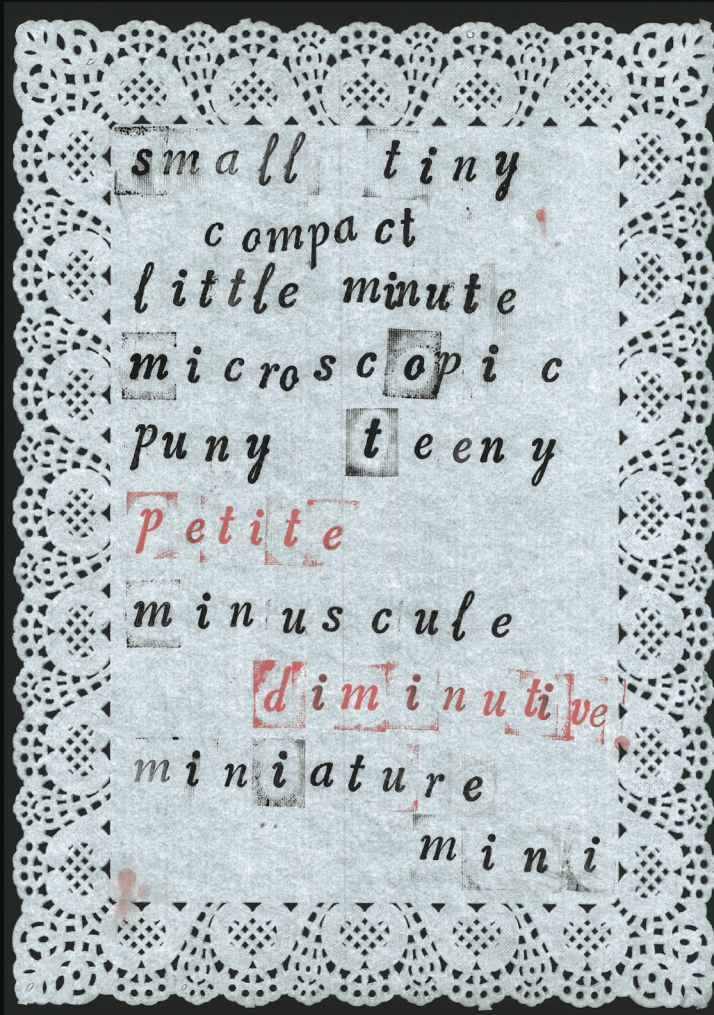 small tiny
compact
little minute
microscopic
puny teeny
petite
minuscule
diminutive
miniature
mini